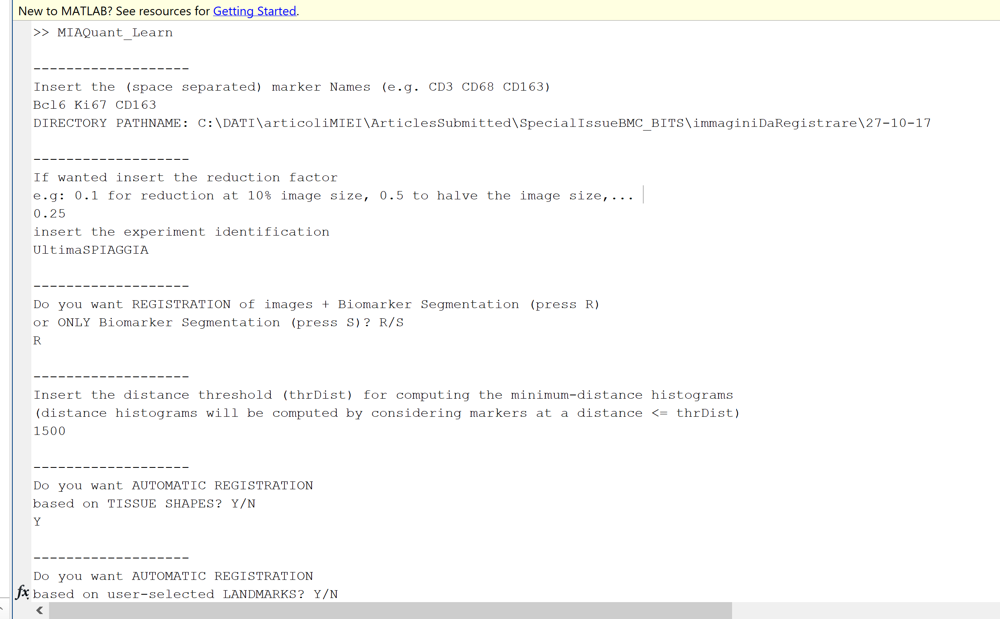 New to MATLAB? See resources for Getting Started.
>> MIAQuant_Learn
-------------------
Insert the (space separated) marker Names (e.g. CD3 CD68 CD163)
Bcl6 Ki67 CD163
DIRECTORY PATHNAME: C:\DATI\articoliMIEI\ArticlesSubmitted\SpecialIssueBMC_BITS\immaginiDaRegistrare\27-10-17
-------------------
If wanted insert the reduction factor
e.g: 0.1 for reduction at 10% image size, 0.5 to halve the image size,...
0.25
insert the experiment identification
UltimaSPIAGGIA
-------------------
Do you want REGISTRATION of images + Biomarker Segmentation (press R)
or ONLY Biomarker Segmentation (press S)? R/S
R
-------------------
Insert the distance threshold (thrDist) for computing the minimum-distance histograms
(distance histograms will be computed by considering markers at a distance <= thrDist)
1500
-------------------
Do you want AUTOMATIC REGISTRATION
based on TISSUE SHAPES? Y/N
Y
-------------------
Do you want AUTOMATIC REGISTRATION
fx based on user-selected LANDMARKS? Y/N